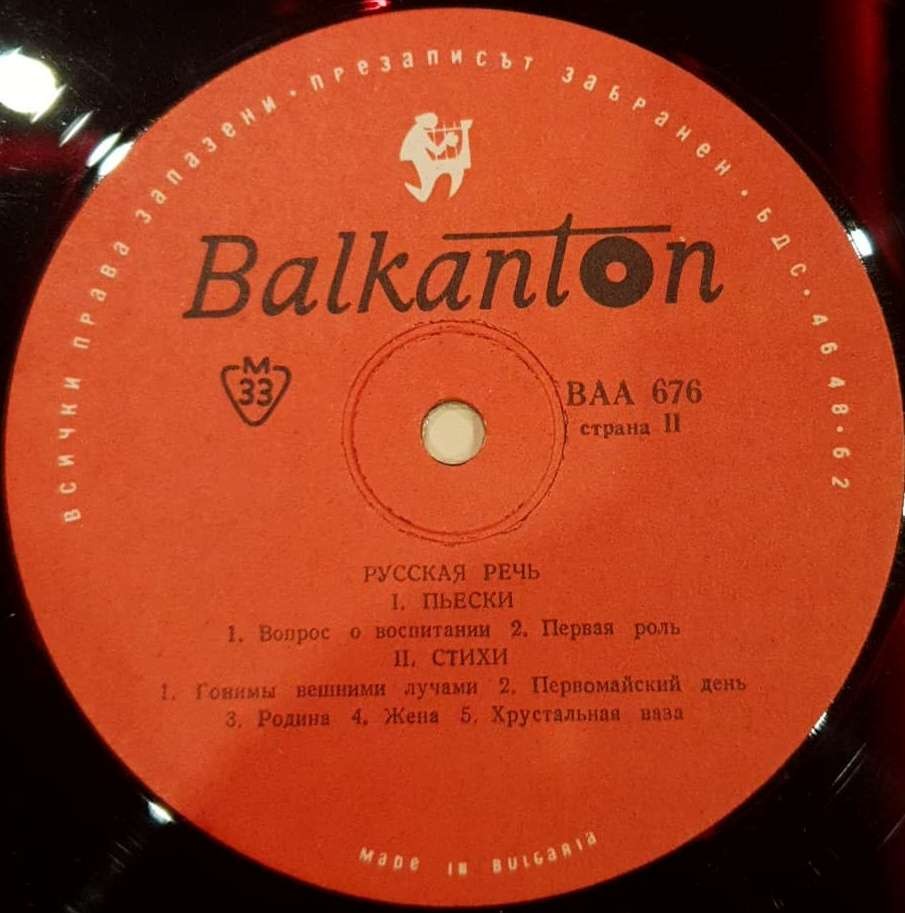 ВСИЧКИ ПРАВА ЗАПАЗЕНИ · ПРЕЗАПИСЪТ ЗАБРАНЕН · БДС · 46 48 · 62
Balkanton
М
33
ВАА 676
страна II
РУССКАЯ РЕЧЬ
I. ПЬЕСКИ
1. Вопрос о воспитании 2. Первая роль
II. СТИХИ
1. Гонимы вешними лучами 2. Первомайский день
3. Родина 4. Жена 5. Хрустальная ваза
MADE IN BULGARIA